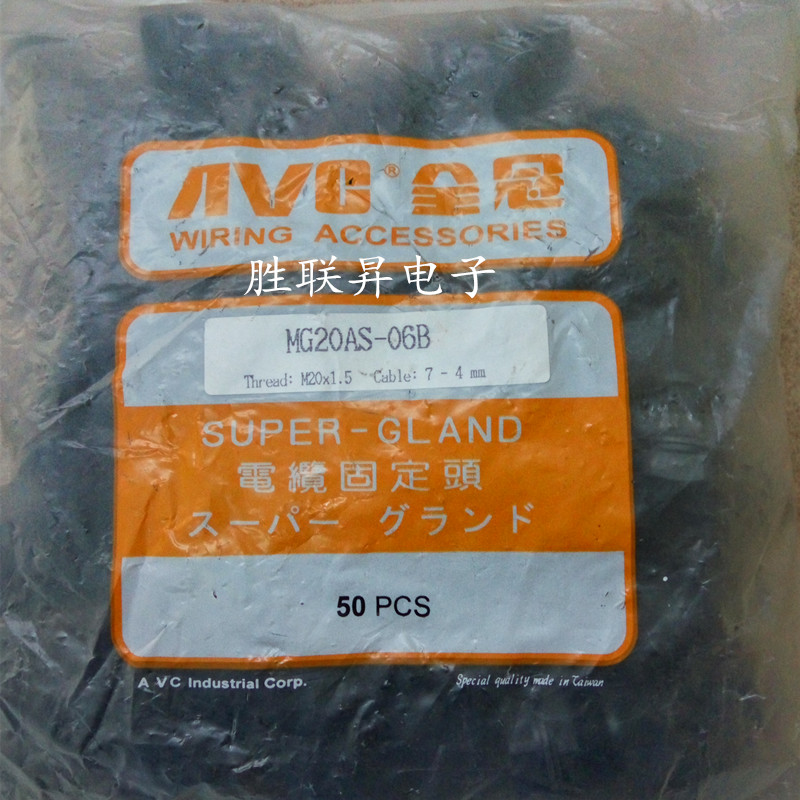 AVC® 金冠
WIRING ACCESSORIES
胜联昇电子
MG20AS-06B
Thread: M20x1.5 Cable: 7 - 4 mm
SUPER-GLAND
電纜固定頭
スーパー グランド
50 PCS
A V C Industrial Corp.
Special quality made in Taiwan